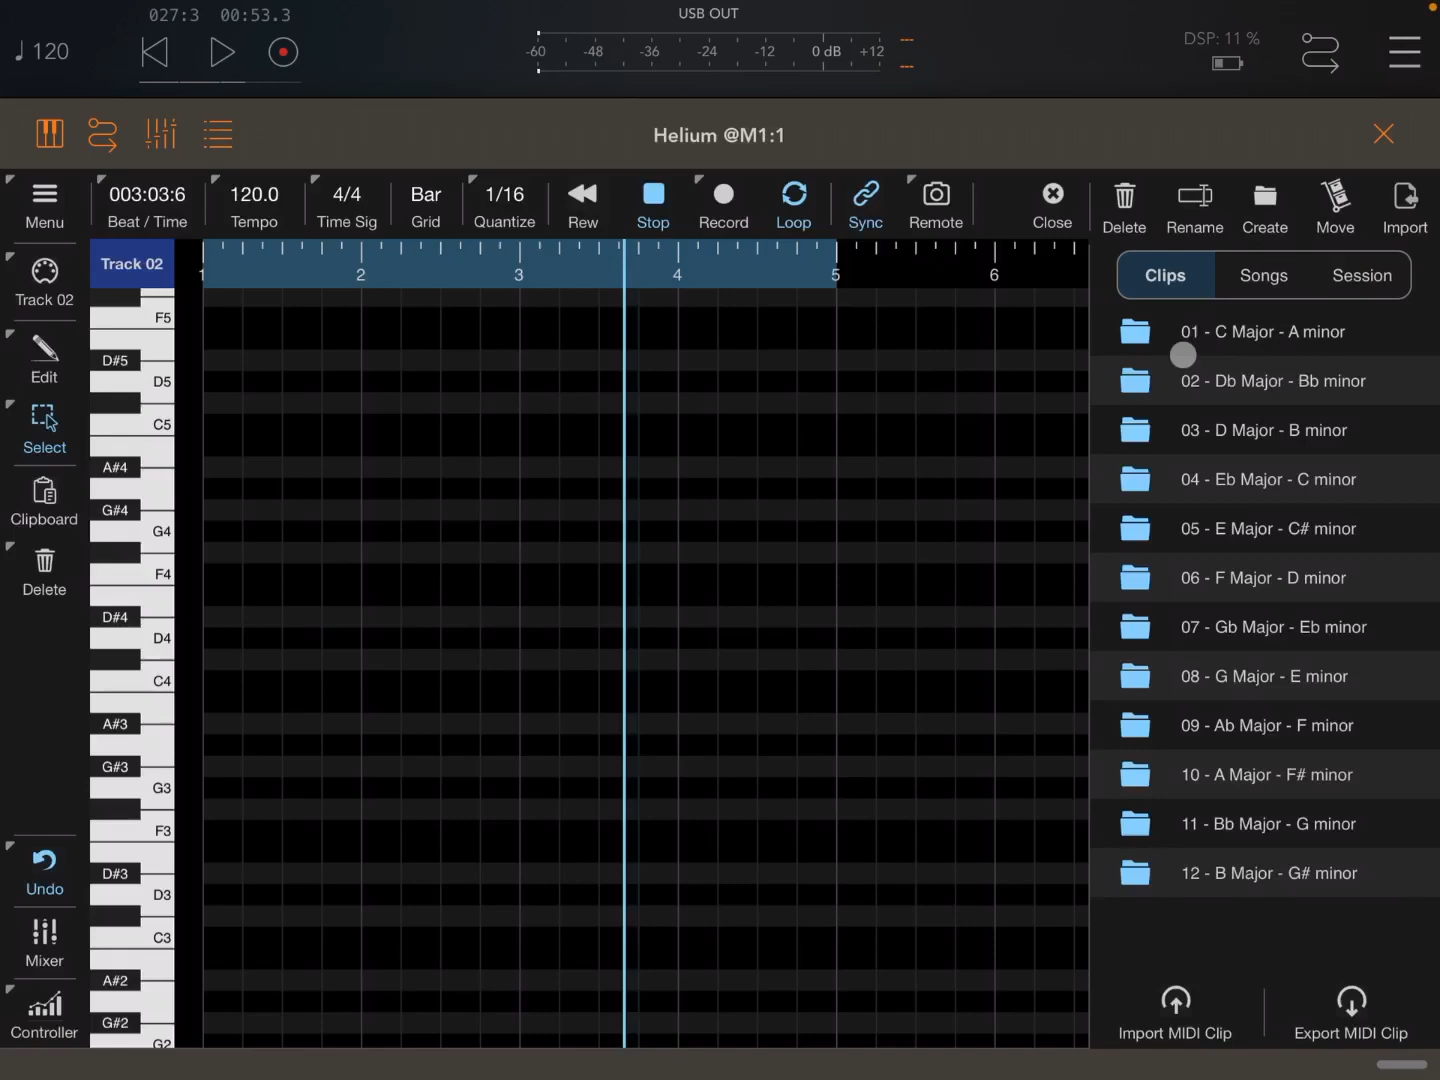 027:3 00:53.3
USB OUT
120
-60 -48 -36 -24 -12 0 dB +12
DSP: 11 %
Helium @M1:1
Menu
003:03:6
Beat / Time
120.0
Tempo
4/4
Time Sig
Bar
Grid
1/16
Quantize
Rew
Stop
Record
Loop
Sync
Remote
Close
Delete
Rename
Create
Move
Import
Track 02
1 2 3 4 5 6
Clips Songs Session
Track 02
Edit
Select
Clipboard
Delete
Undo
Mixer
Controller
F5
D#5
D5
C5
A#4
G#4
G4
F4
D#4
D4
C4
A#3
G#3
G3
F3
D#3
D3
C3
A#2
G#2
G2
01 - C Major - A minor
02 - Db Major - Bb minor
03 - D Major - B minor
04 - Eb Major - C minor
05 - E Major - C# minor
06 - F Major - D minor
07 - Gb Major - Eb minor
08 - G Major - E minor
09 - Ab Major - F minor
10 - A Major - F# minor
11 - Bb Major - G minor
12 - B Major - G# minor
Import MIDI Clip
Export MIDI Clip